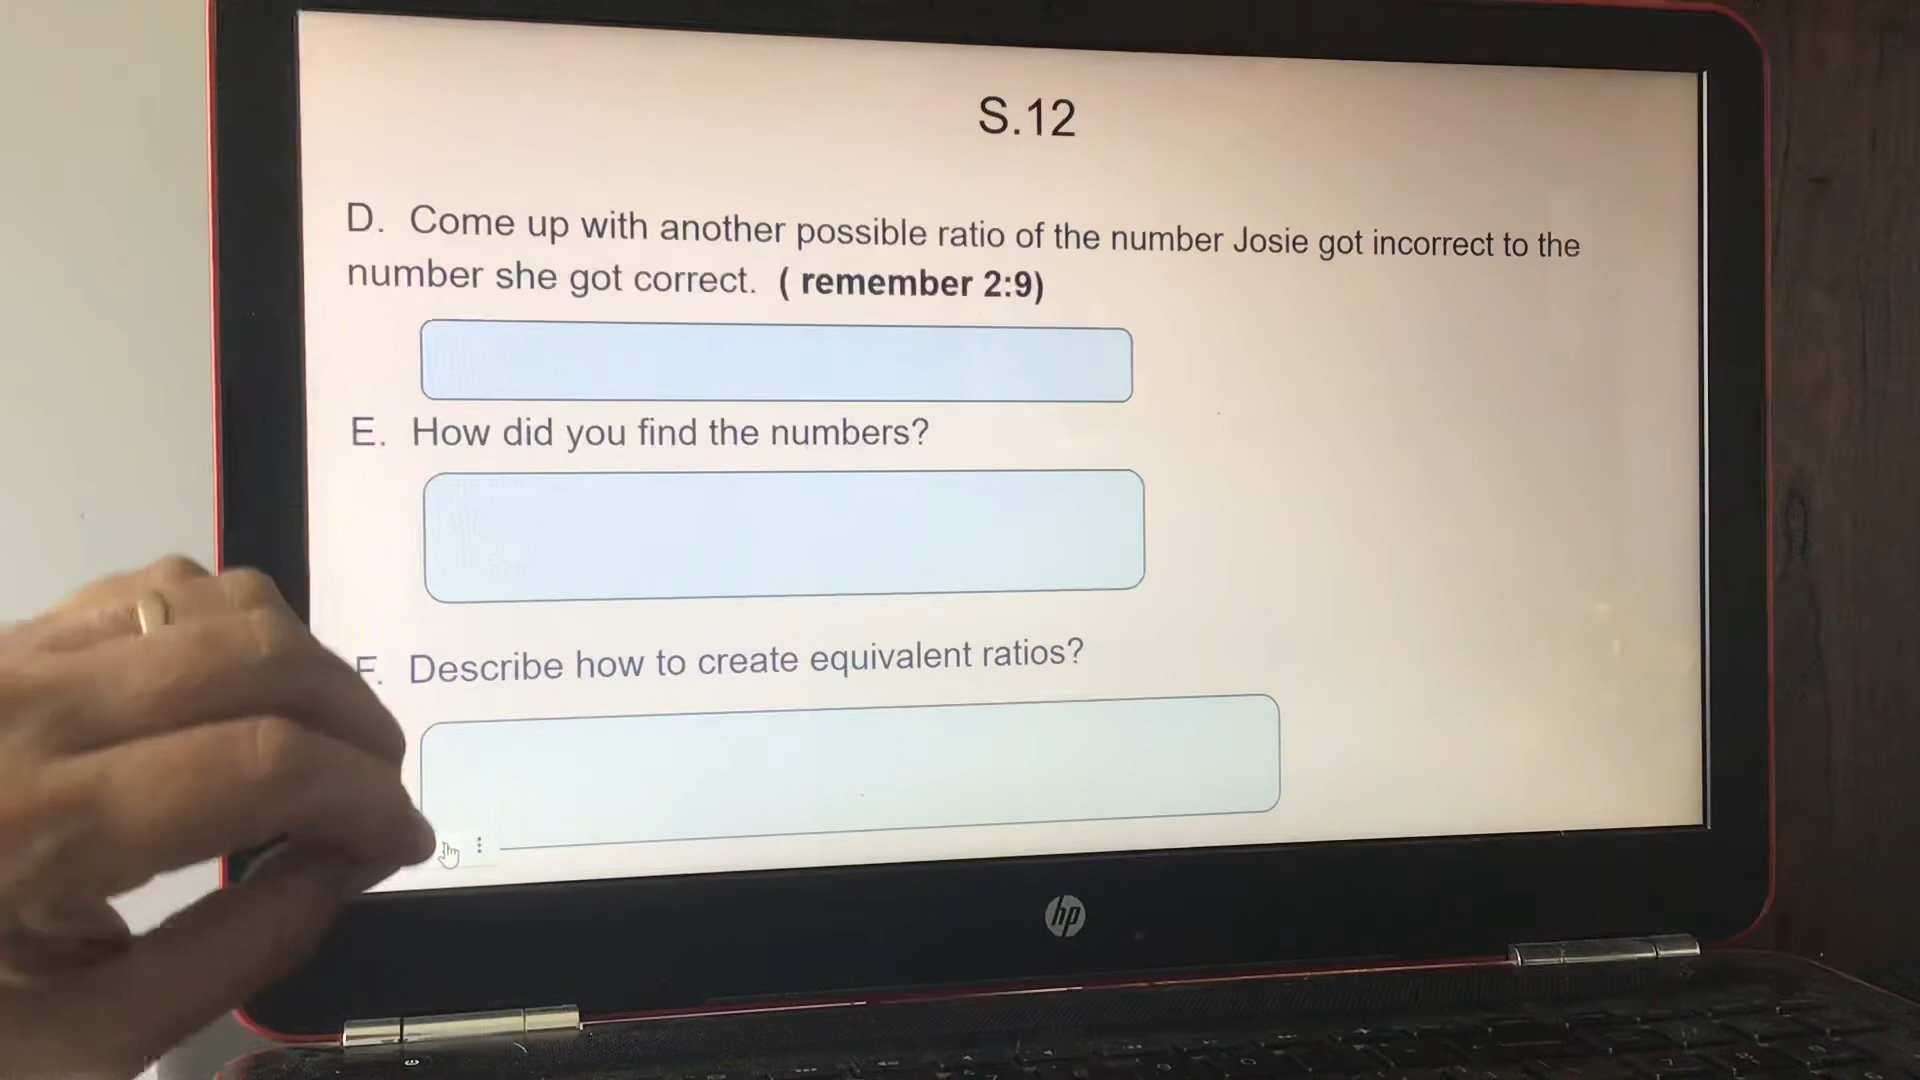 S.12
D. Come up with another possible ratio of the number Josie got incorrect to the
number she got correct. ( remember 2:9)
E. How did you find the numbers?
F. Describe how to create equivalent ratios?
hp